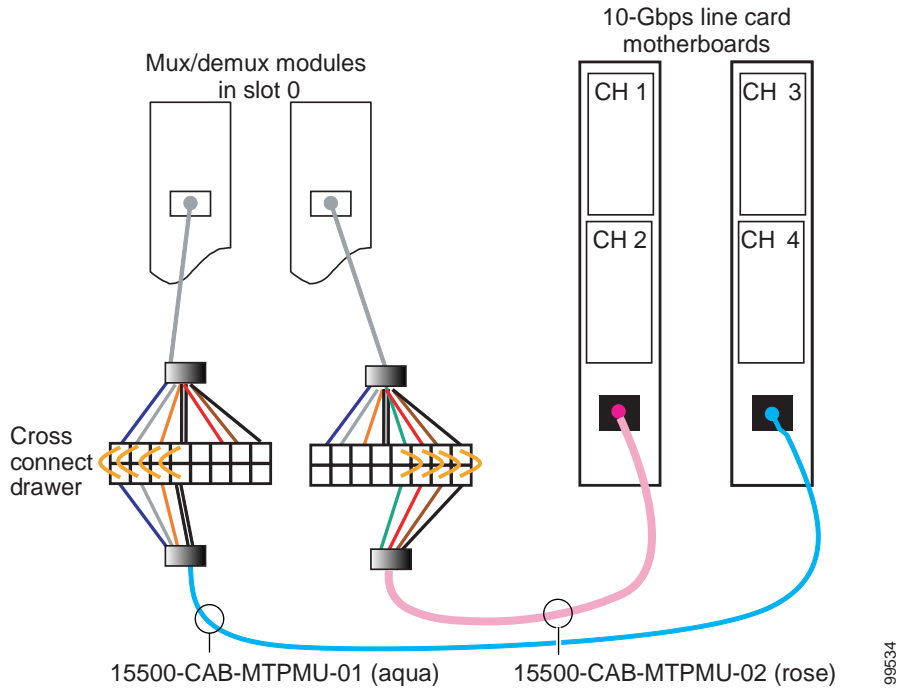 10-Gbps line card
motherboards
Mux/demux modules
in slot 0
CH 1
CH 3
CH 2
CH 4
Cross
connect
drawer
15500-CAB-MTPMU-01 (aqua)
15500-CAB-MTPMU-02 (rose)
99534